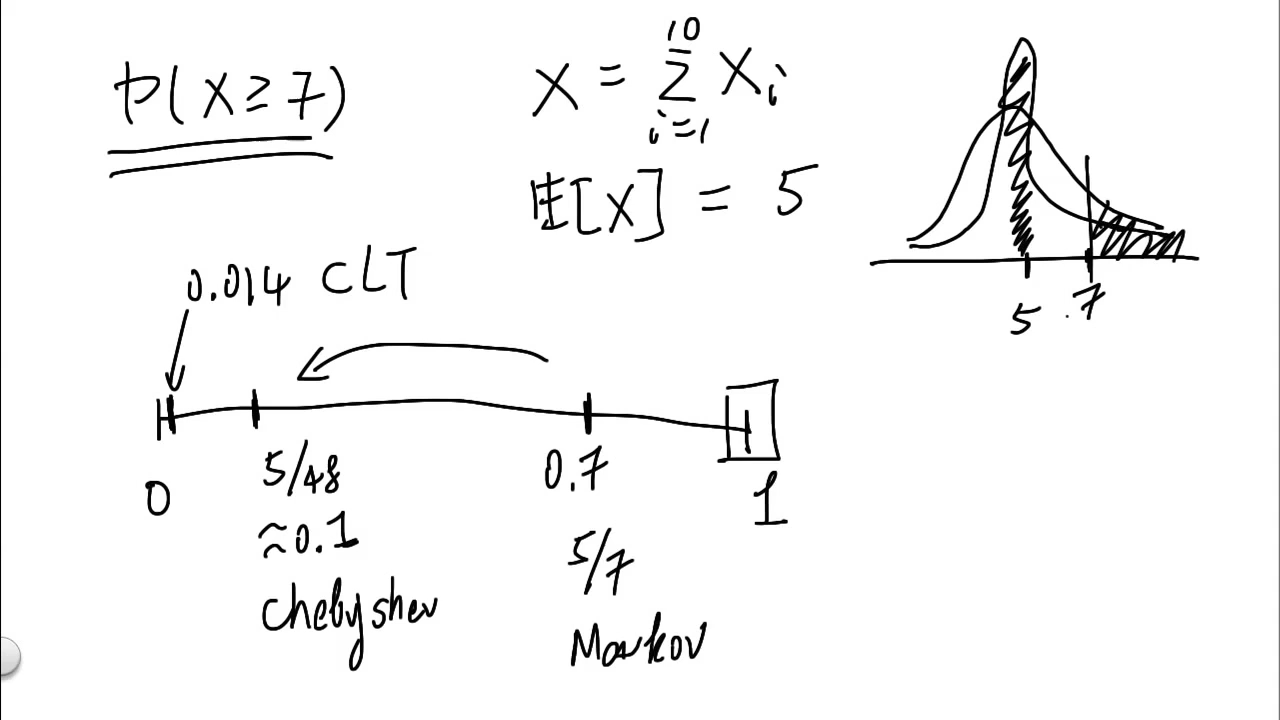 P(X ≥ 7)
X = ∑_{i=1}^{10} X_i
𝔼[X] = 5
5 7
0.014 CLT
0 5/48 0.7 1
≈0.1 5/7
Chebyshev Markov